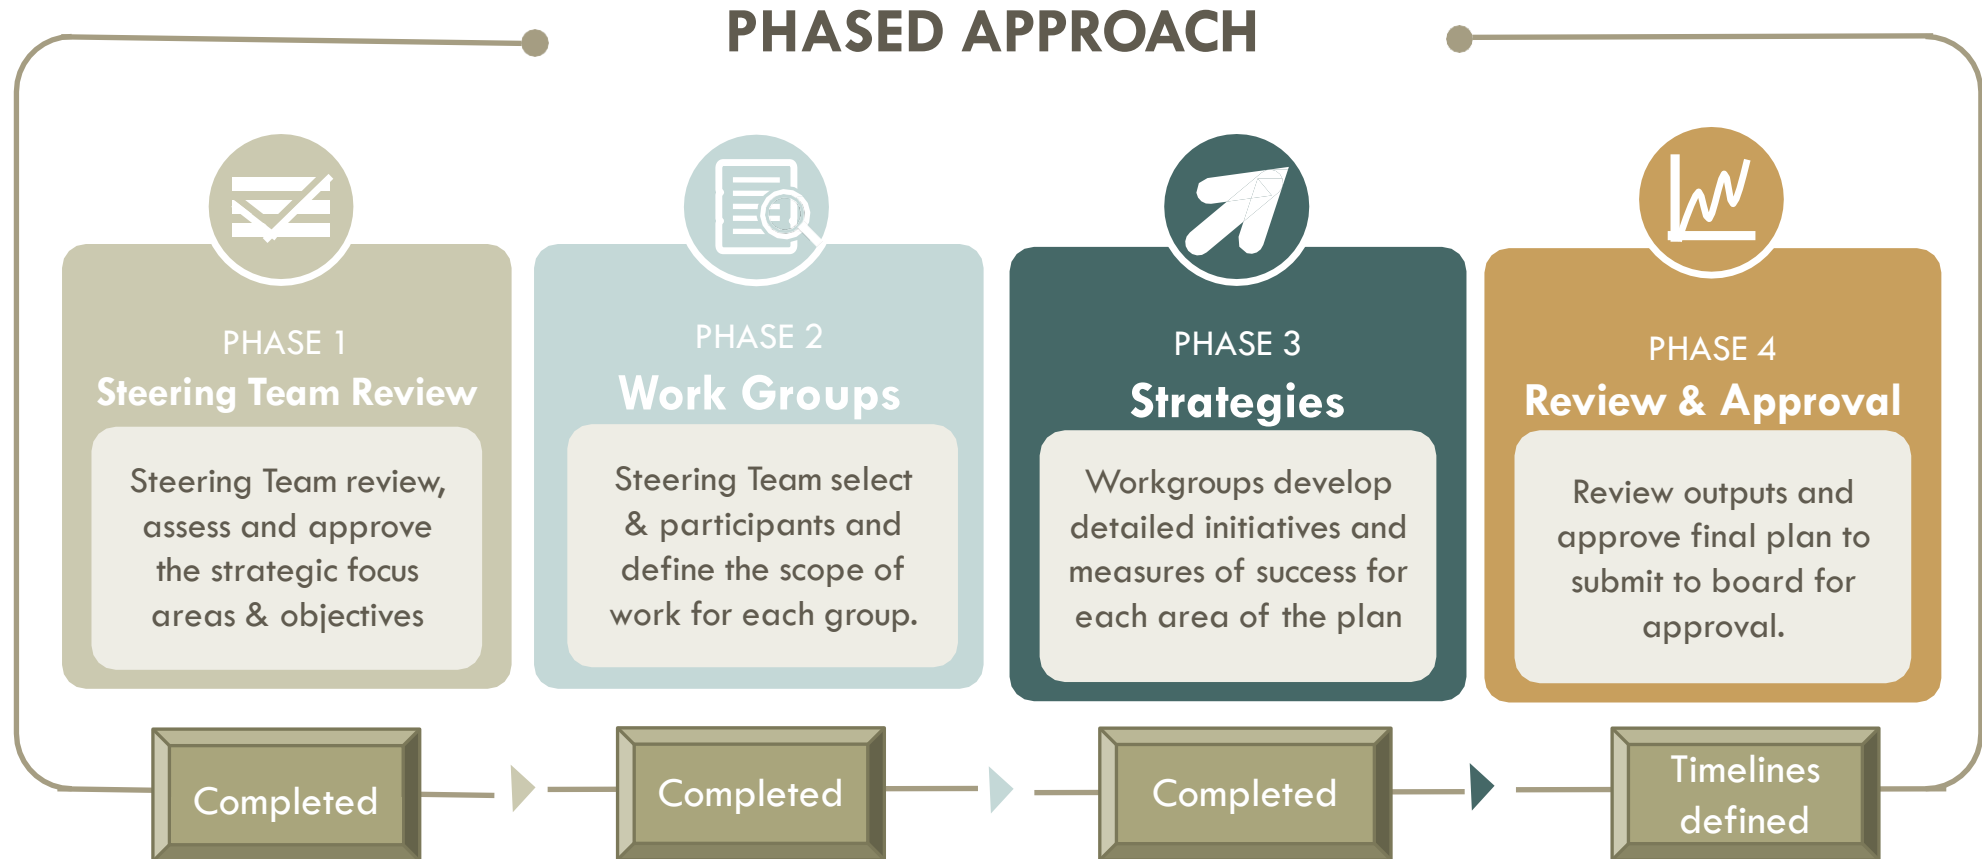 PHASED APPROACH
PHASE 1
Steering Team Review
Steering Team review,
assess and approve
the strategic focus
areas & objectives
Completed
PHASE 2
Work Groups
Steering Team select
& participants and
define the scope of
work for each group.
Completed
PHASE 3
Strategies
Workgroups develop
detailed initiatives and
measures of success for
each area of the plan
Completed
PHASE 4
Review & Approval
Review outputs and
approve final plan to
submit to board for
approval.
Timelines
defined